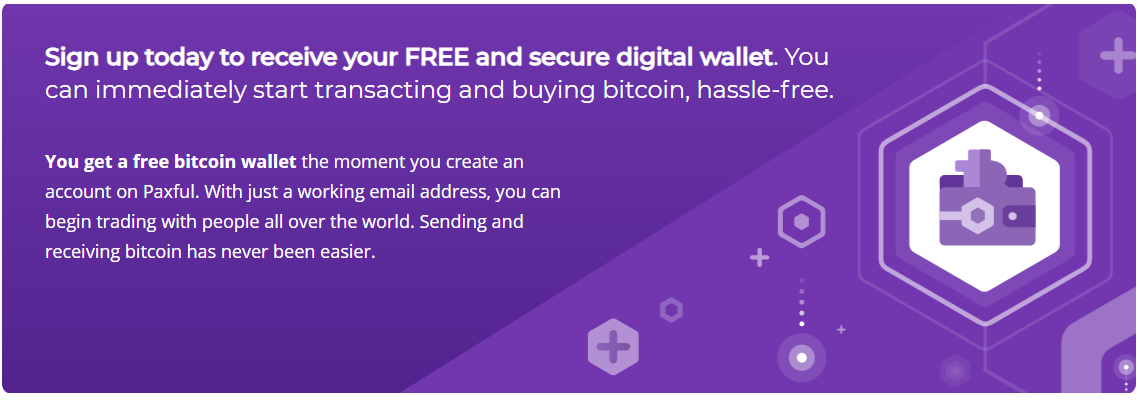 Sign up today to receive your FREE and secure digital wallet. You
can immediately start transacting and buying bitcoin, hassle-free.
You get a free bitcoin wallet the moment you create an
account on Paxful. With just a working email address, you can
begin trading with people all over the world. Sending and
receiving bitcoin has never been easier.